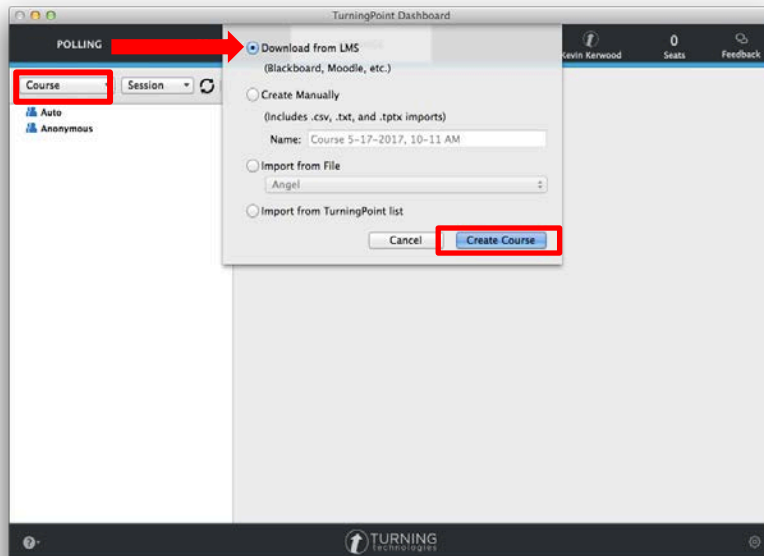 TurningPoint Dashboard
POLLING
Kevin Kerwood
0
Seats
Feedback
Course
Session
Auto
Anonymous
Download from LMS
(Blackboard, Moodle, etc.)
Create Manually
(Includes .csv, .txt, and .tptx imports)
Name: Course 5-17-2017, 10-11 AM
Import from File
Angel
Import from TurningPoint list
Cancel
Create Course
?
TURNING
technologies